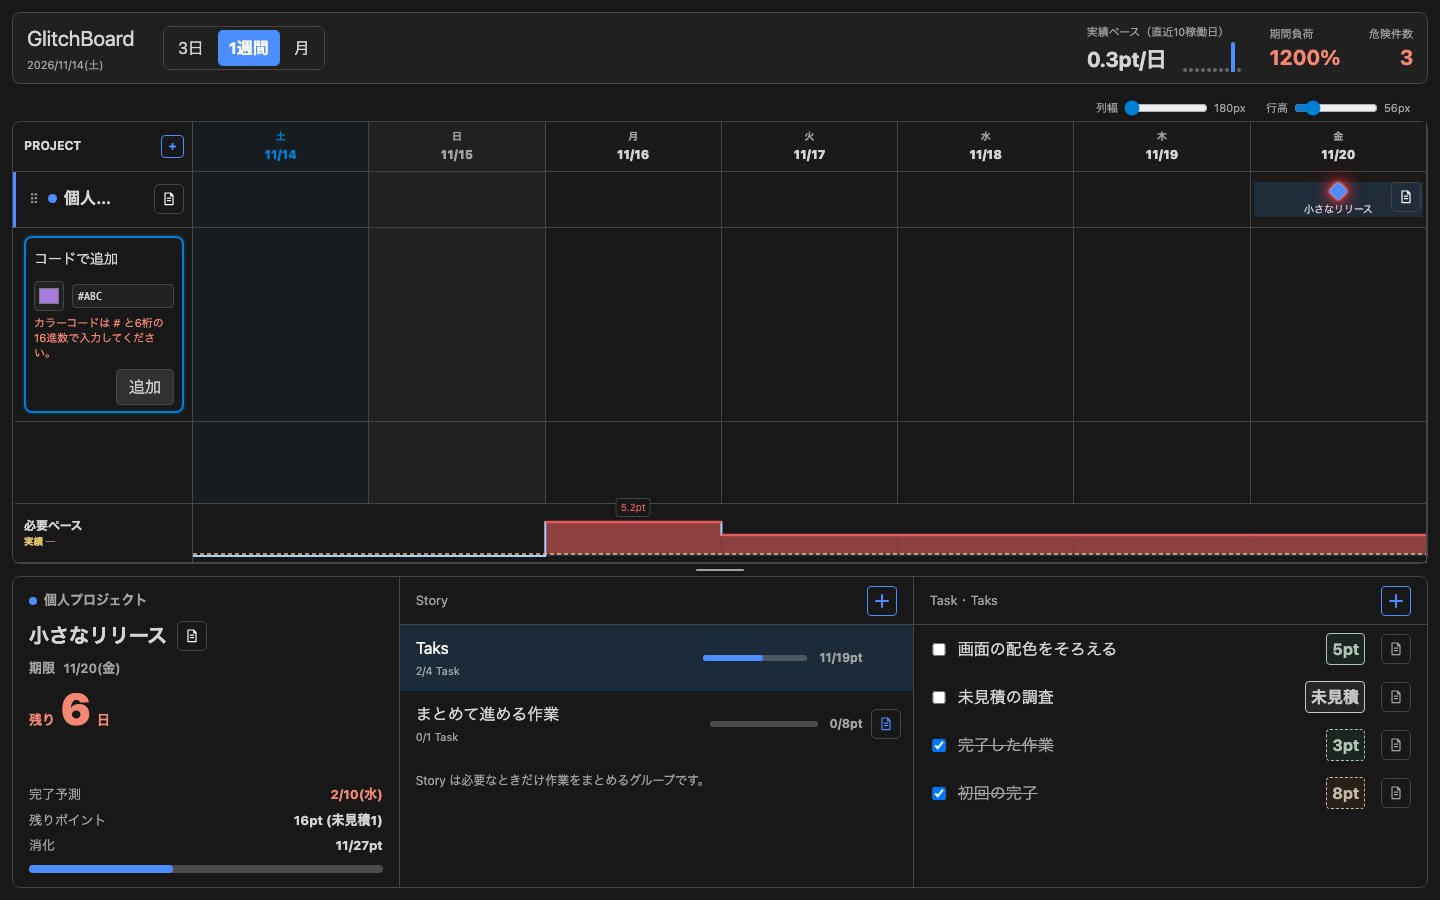 GlitchBoard
2026/11/14(土)
3日 1週間 月
実績ペース（直近10稼働日）
0.3pt/日
期間負荷
1200%
危険件数
3
列幅 180px 行高 56px
PROJECT +
土
11/14
日
11/15
月
11/16
火
11/17
水
11/18
木
11/19
金
11/20
個人...
小さなリリース
コードで追加
#ABC
カラーコードは # と6桁の
16進数で入力してくださ
い。
追加
必要ペース
実績
5.2pt
個人プロジェクト
小さなリリース
期限 11/20(金)
残り 6 日
完了予測 2/10(水)
残りポイント 16pt (未見積1)
消化 11/27pt
Story +
Taks
2/4 Task
11/19pt
まとめて進める作業
0/1 Task
0/8pt
Story は必要なときだけ作業をまとめるグループです。
Task・Taks +
画面の配色をそろえる 5pt
未見積の調査 未見積
完了した作業 3pt
初回の完了 8pt